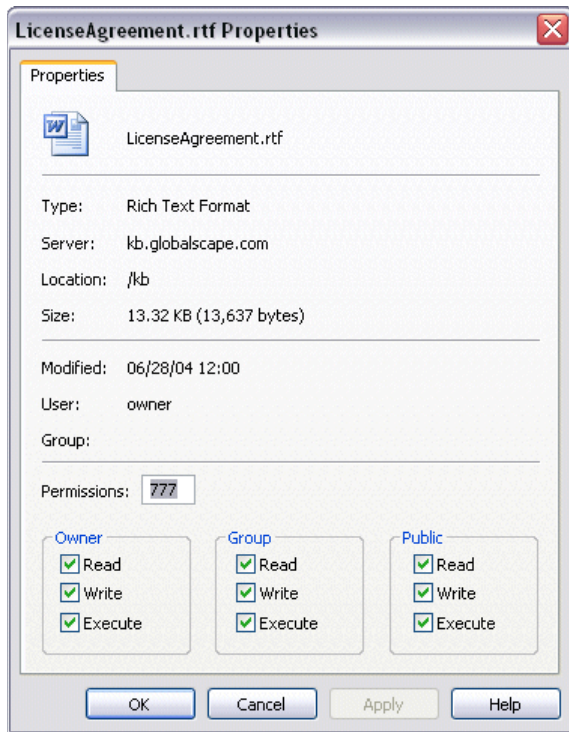 LicenseAgreement.rtf Properties
Properties
LicenseAgreement.rtf
Type: Rich Text Format
Server: kb.globalscape.com
Location: /kb
Size: 13.32 KB (13,637 bytes)
Modified: 06/28/04 12:00
User: owner
Group:
Permissions: 777
Owner Group Public
Read Read Read
Write Write Write
Execute Execute Execute
OK Cancel Apply Help